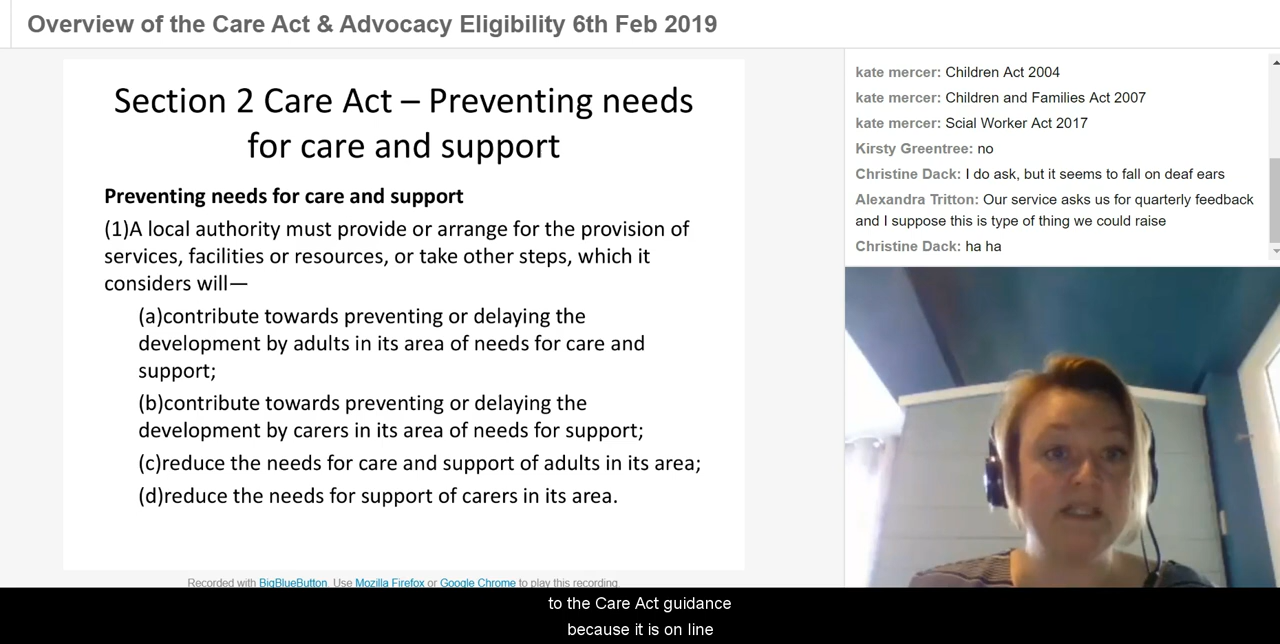 Overview of the Care Act & Advocacy Eligibility 6th Feb 2019
Section 2 Care Act – Preventing needs
for care and support
Preventing needs for care and support
(1)A local authority must provide or arrange for the provision of
services, facilities or resources, or take other steps, which it
considers will—
(a)contribute towards preventing or delaying the
development by adults in its area of needs for care and
support;
(b)contribute towards preventing or delaying the
development by carers in its area of needs for support;
(c)reduce the needs for care and support of adults in its area;
(d)reduce the needs for support of carers in its area.
Recorded with BigBlueButton. Use Mozilla Firefox or Google Chrome to play this recording.
kate mercer: Children Act 2004
kate mercer: Children and Families Act 2007
kate mercer: Scial Worker Act 2017
Kirsty Greentree: no
Christine Dack: I do ask, but it seems to fall on deaf ears
Alexandra Tritton: Our service asks us for quarterly feedback
and I suppose this is type of thing we could raise
Christine Dack: ha ha
to the Care Act guidance
because it is on line